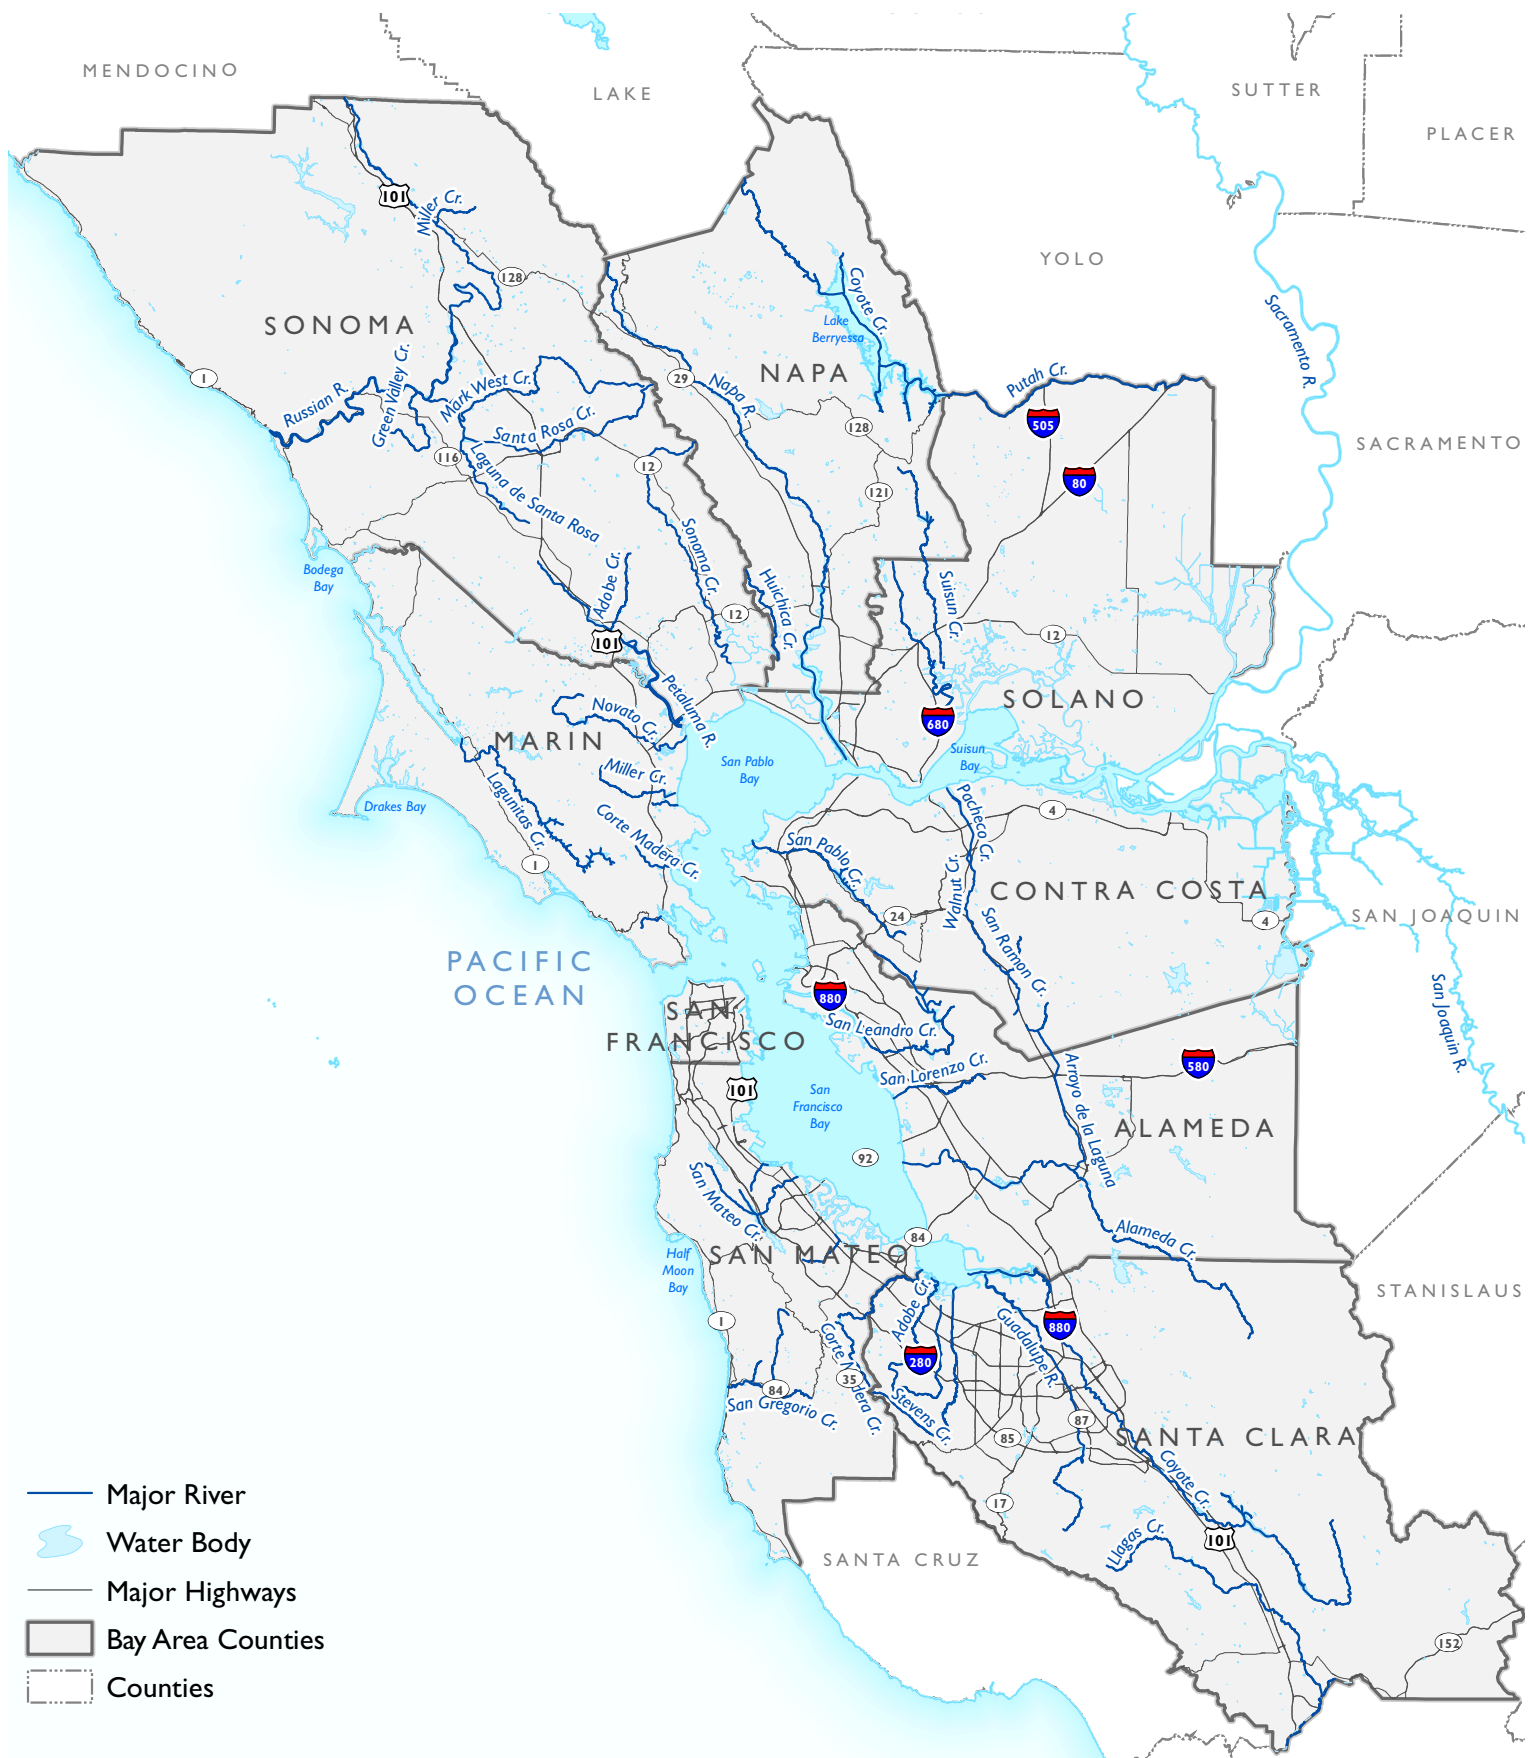 MENDOCINO
LAKE
SUTTER
PLACER
YOLO
101
Miller Cr.
128
SONOMA
Coyote Cr.
Lake
Berryessa
Sacramento R.
1
29
NAPA
Napa R.
Putah Cr.
505
Russian R.
Green Valley Cr.
Mark West Cr.
Santa Rosa Cr.
128
SACRAMENTO
116
Laguna de Santa Rosa
12
121
80
Sonoma Cr.
Bodega
Bay
Adobe Cr.
Huichica Cr.
Suisun Cr.
101
12
12
SOLANO
Petaluma R.
Novato Cr.
MARIN
680
San Pablo
Bay
Suisun
Bay
Miller Cr.
Drakes Bay
Lagunitas Cr.
Corte Madera Cr.
1
Pacheco Cr.
4
San Pablo Cr.
Walnut Cr.
CONTRA COSTA
24
4
SAN JOAQUIN
San Ramon Cr.
PACIFIC
OCEAN
880
San Joaquin R.
SAN
FRANCISCO
San Leandro Cr.
San Lorenzo Cr.
580
101
San
Francisco
Bay
Arroyo de la Laguna
ALAMEDA
92
San Mateo Cr.
84
Alameda Cr.
Half
Moon
Bay
SAN MATEO
STANISLAUS
1
Adobe Cr.
Guadalupe R.
880
280
Corte Madera Cr.
35
84
San Gregorio Cr.
Stevens Cr.
87
85
SANTA CLARA
Coyote Cr.
17
Llagas Cr.
101
SANTA CRUZ
152
Major River
Water Body
Major Highways
Bay Area Counties
Counties